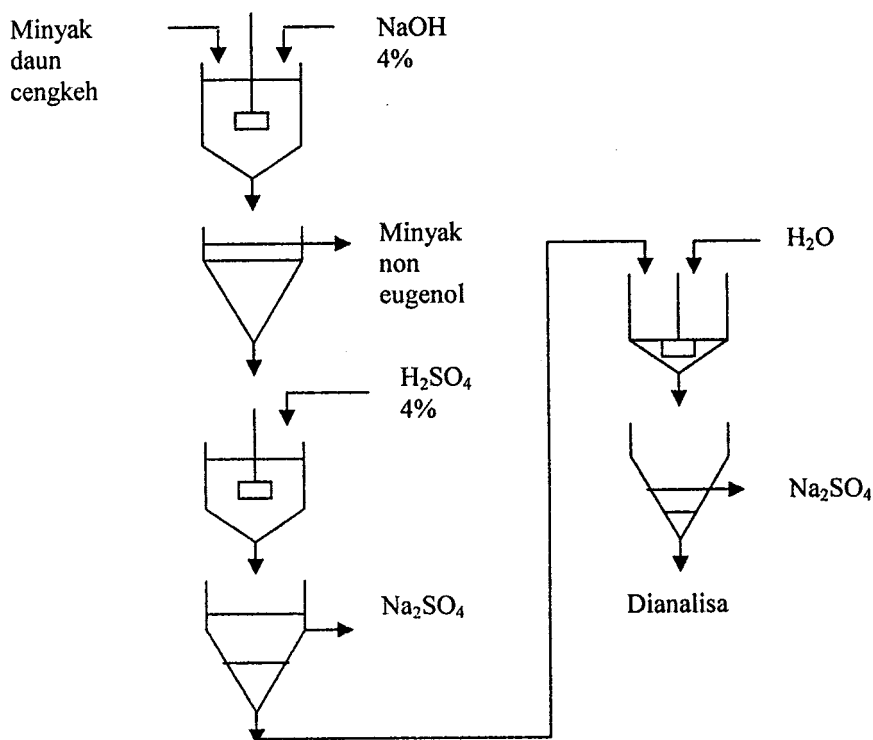 Minyak
daun
cengkeh
NaOH
4%
Minyak
non
eugenol
H₂SO₄
4%
Na₂SO₄
H₂O
Na₂SO₄
Dianalisa